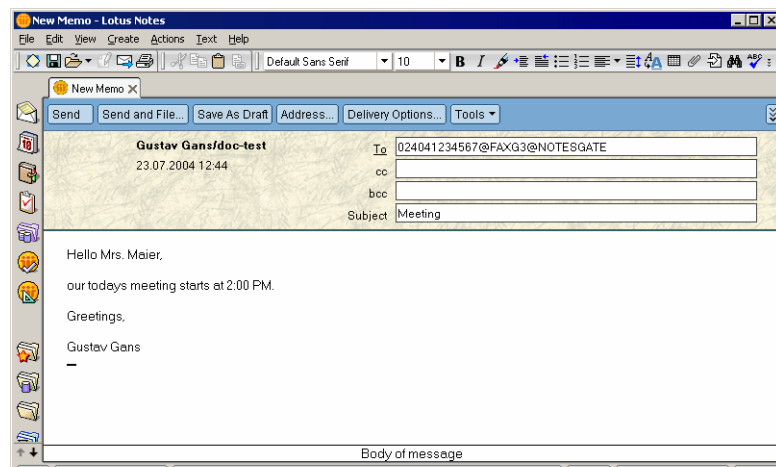 New Memo - Lotus Notes
File Edit View Create Actions Text Help
Default Sans Serif 10 B I ABC
New Memo
Send Send and File... Save As Draft Address... Delivery Options... Tools
Gustav Gans/doc-test To 024041234567@FAXG3@NOTESGATE
23.07.2004 12:44 cc
bcc
Subject Meeting
Hello Mrs. Maier,
our todays meeting starts at 2:00 PM.
Greetings,
Gustav Gans
Body of message